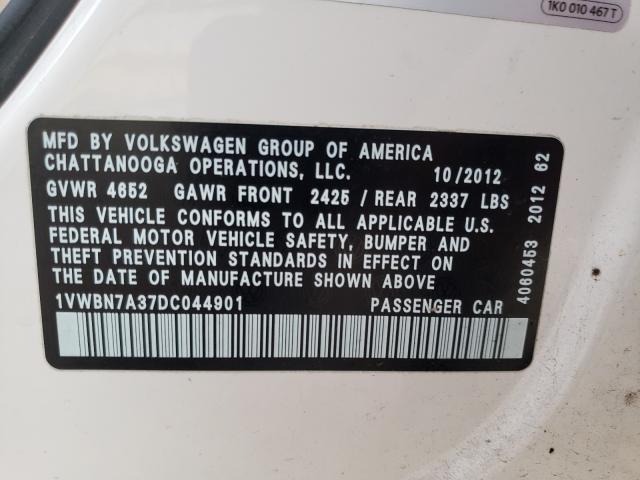 1K0 010 467 T
MFD BY VOLKSWAGEN GROUP OF AMERICA
CHATTANOOGA OPERATIONS, LLC. 10/2012
GVWR 4652 GAWR FRONT 2425 / REAR 2337 LBS
THIS VEHICLE CONFORMS TO ALL APPLICABLE U.S.
FEDERAL MOTOR VEHICLE SAFETY, BUMPER AND
THEFT PREVENTION STANDARDS IN EFFECT ON
THE DATE OF MANUFACTURE SHOWN ABOVE
1VWBN7A37DC044901 PASSENGER CAR
4060453 2012 62